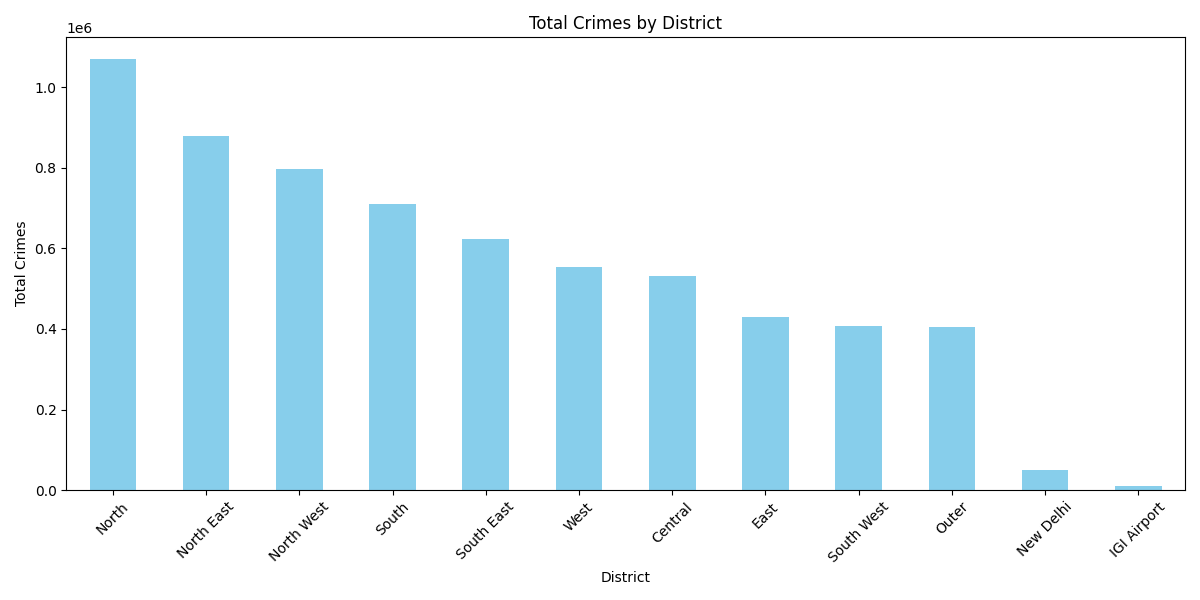 Total Crimes by District
1e6
1.0
0.8
0.6
0.4
0.2
0.0
Total Crimes
North
North East
North West
South
South East
West
Central
East
South West
Outer
New Delhi
IGI Airport
District